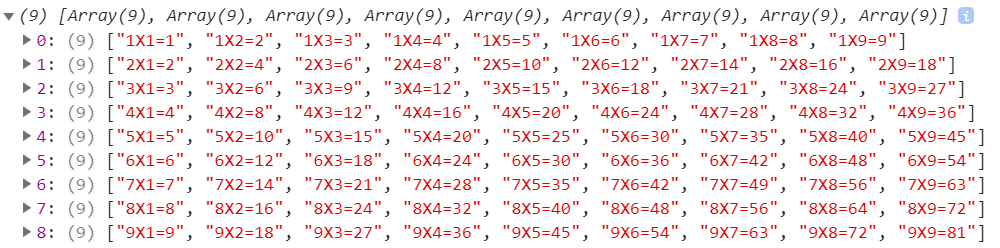 (9) [Array(9), Array(9), Array(9), Array(9), Array(9), Array(9), Array(9), Array(9), Array(9)] i
0: (9) ["1X1=1", "1X2=2", "1X3=3", "1X4=4", "1X5=5", "1X6=6", "1X7=7", "1X8=8", "1X9=9"]
1: (9) ["2X1=2", "2X2=4", "2X3=6", "2X4=8", "2X5=10", "2X6=12", "2X7=14", "2X8=16", "2X9=18"]
2: (9) ["3X1=3", "3X2=6", "3X3=9", "3X4=12", "3X5=15", "3X6=18", "3X7=21", "3X8=24", "3X9=27"]
3: (9) ["4X1=4", "4X2=8", "4X3=12", "4X4=16", "4X5=20", "4X6=24", "4X7=28", "4X8=32", "4X9=36"]
4: (9) ["5X1=5", "5X2=10", "5X3=15", "5X4=20", "5X5=25", "5X6=30", "5X7=35", "5X8=40", "5X9=45"]
5: (9) ["6X1=6", "6X2=12", "6X3=18", "6X4=24", "6X5=30", "6X6=36", "6X7=42", "6X8=48", "6X9=54"]
6: (9) ["7X1=7", "7X2=14", "7X3=21", "7X4=28", "7X5=35", "7X6=42", "7X7=49", "7X8=56", "7X9=63"]
7: (9) ["8X1=8", "8X2=16", "8X3=24", "8X4=32", "8X5=40", "8X6=48", "8X7=56", "8X8=64", "8X9=72"]
8: (9) ["9X1=9", "9X2=18", "9X3=27", "9X4=36", "9X5=45", "9X6=54", "9X7=63", "9X8=72", "9X9=81"]